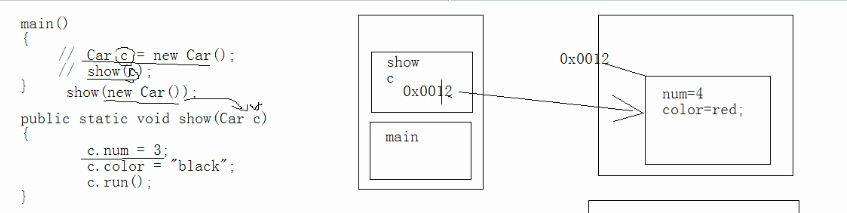 main()
{
// Car c = new Car();
// show(c);
}
show(new Car());
public static void show(Car c)
{
c.num = 3;
c.color = "black";
c.run();
}
show
c
0x0012
main
0x0012
num=4
color=red;